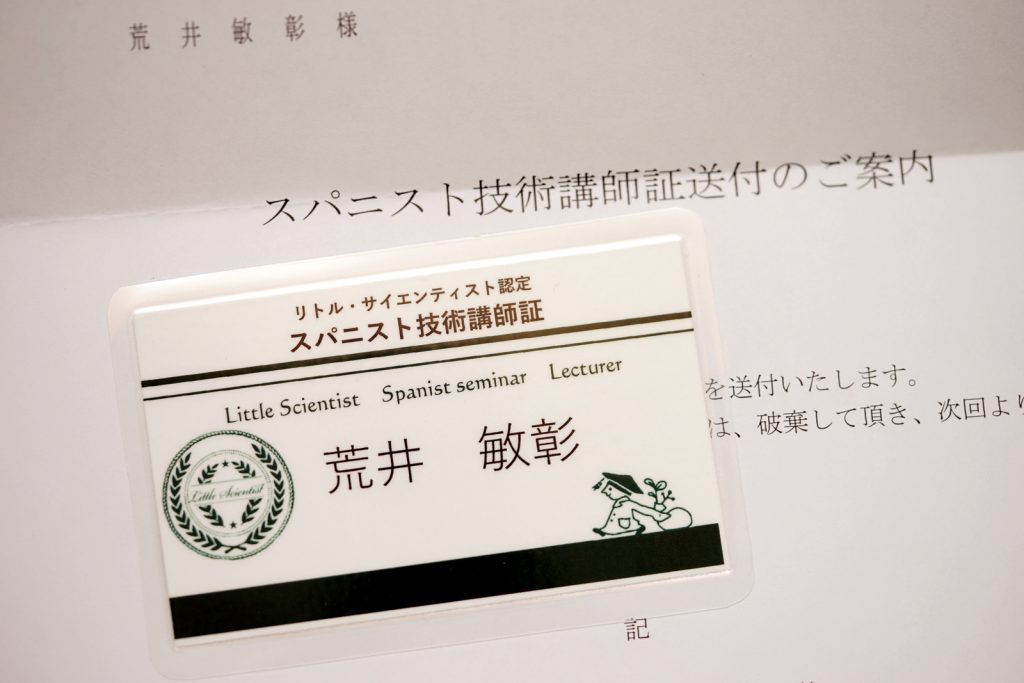 荒井敏彰様
スパニスト技術講師証送付のご案内
リトル・サイエンティスト認定
スパニスト技術講師証
Little Scientist Spanist seminar Lecturer
荒井 敏彰
Little Scientist
を送付いたします。
は、破棄して頂き、次回より
記